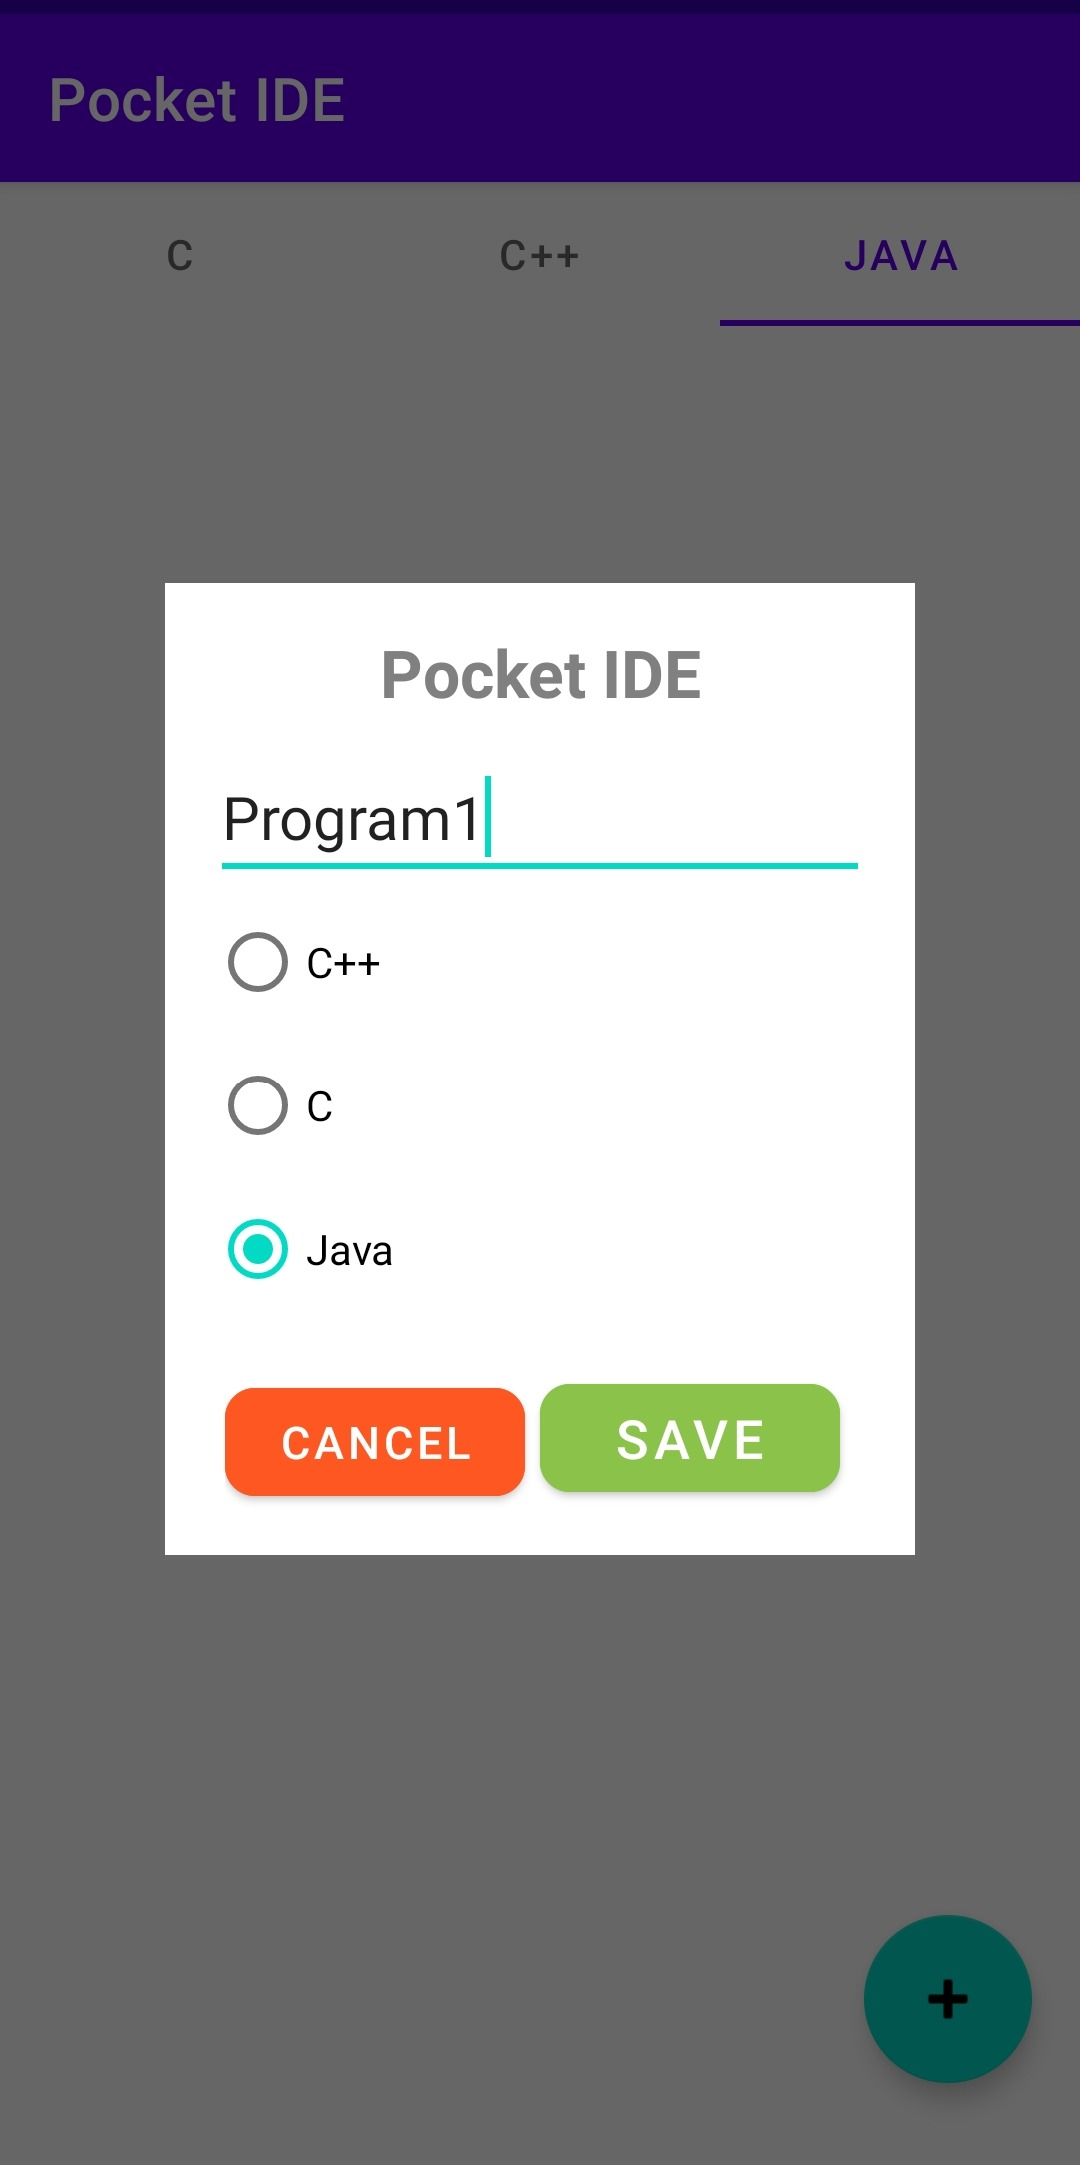 Pocket IDE
C C++ JAVA
Pocket IDE
Program1
C++
C
Java
CANCEL SAVE
+